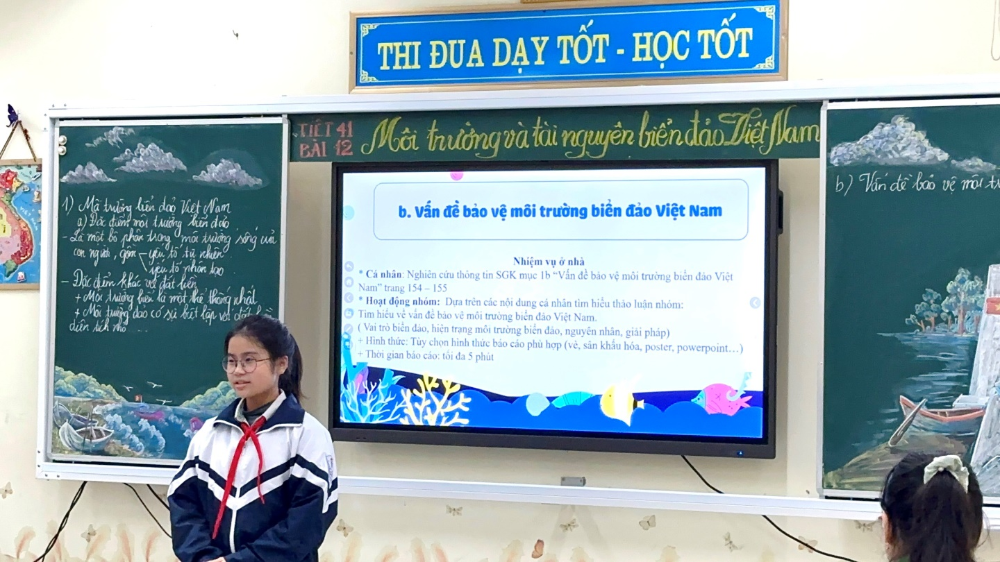 THI ĐUA DẠY TỐT - HỌC TỐT
TIẾT 41
BÀI 12
Môi trường và tài nguyên biển đảo Việt Nam
1) Môi trường biển đảo Việt Nam
a) Đặc điểm môi trường biển đảo
- Là một bộ phận trong môi trường sống của
con người, gồm yếu tố tự nhiên
yếu tố nhân tạo
- Đặc điểm khác với đất liền
+ Môi trường biển là một thể thống nhất
+ Môi trường đảo có sự biệt lập với đất
diện tích nhỏ ...
b. Vấn đề bảo vệ môi trường biển đảo Việt Nam
Nhiệm vụ ở nhà
* Cá nhân: Nghiên cứu thông tin SGK mục 1b “Vấn đề bảo vệ môi trường biển đảo Việt
Nam” trang 154 – 155
* Hoạt động nhóm: Dựa trên các nội dung cá nhân tìm hiểu thảo luận nhóm:
Tìm hiểu về vấn đề bảo vệ môi trường biển đảo Việt Nam.
( Vai trò biển đảo, hiện trạng môi trường biển đảo, nguyên nhân, giải pháp)
+ Hình thức: Tùy chọn hình thức báo cáo phù hợp (vẽ, sân khấu hóa, poster, powerpoint…)
+ Thời gian báo cáo: tối đa 5 phút
b) Vấn đề bảo vệ môi tr